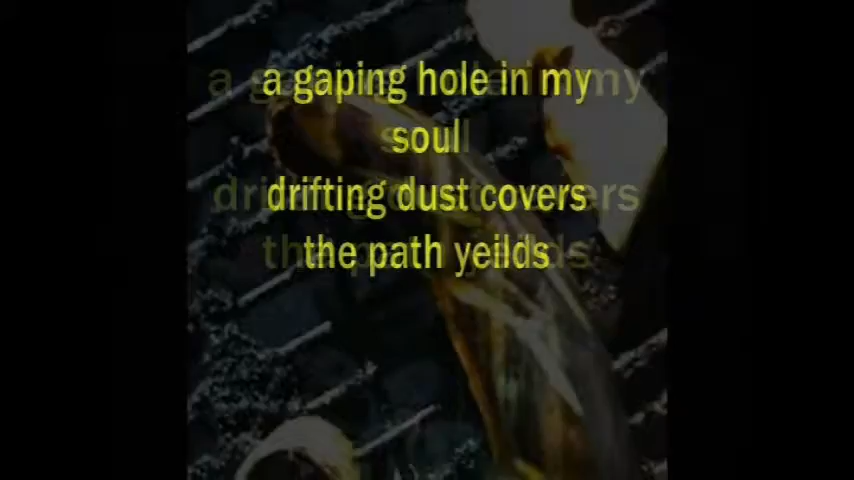 a gaping hole in my
soul
drifting dust covers
the path yeilds